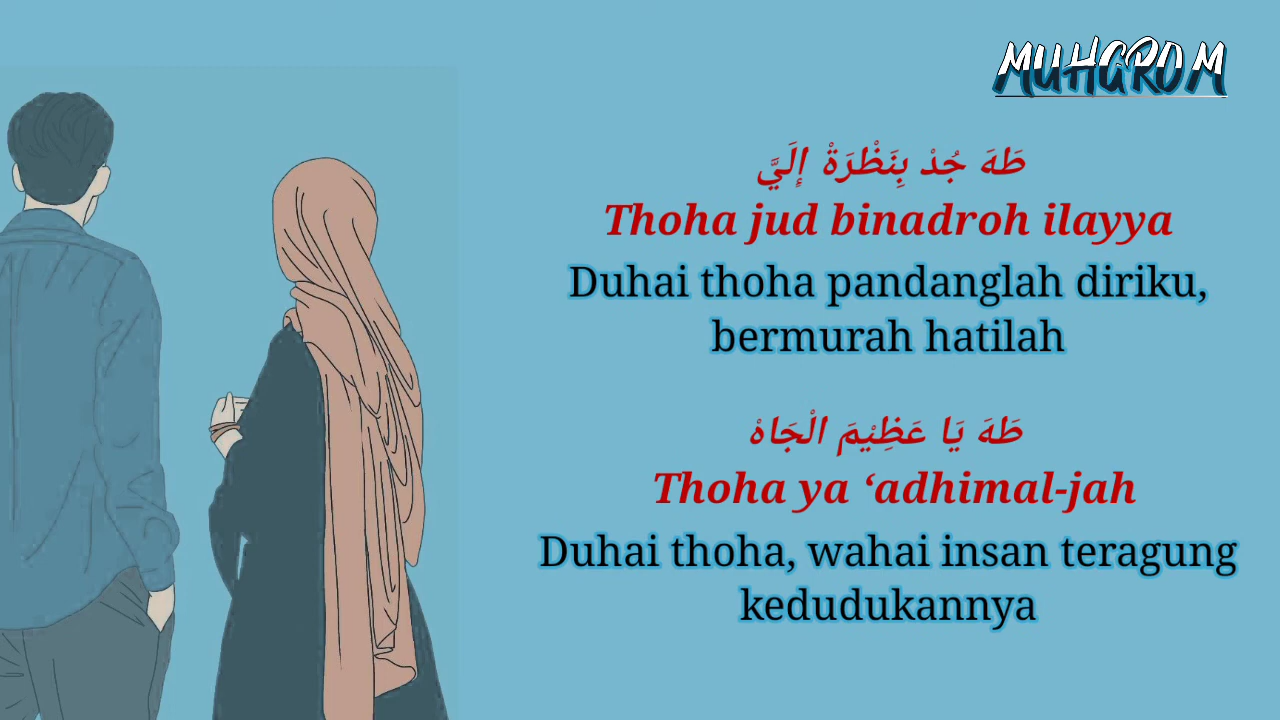 MUHGROM
طَهَ جُدْ بِنَظْرَةْ إِلَيَّ
Thoha jud binadroh ilayya
Duhai thoha pandanglah diriku,
bermurah hatilah
طَهَ يَا عَظِيْمَ الْجَاهْ
Thoha ya ‘adhimal-jah
Duhai thoha, wahai insan teragung
kedudukannya